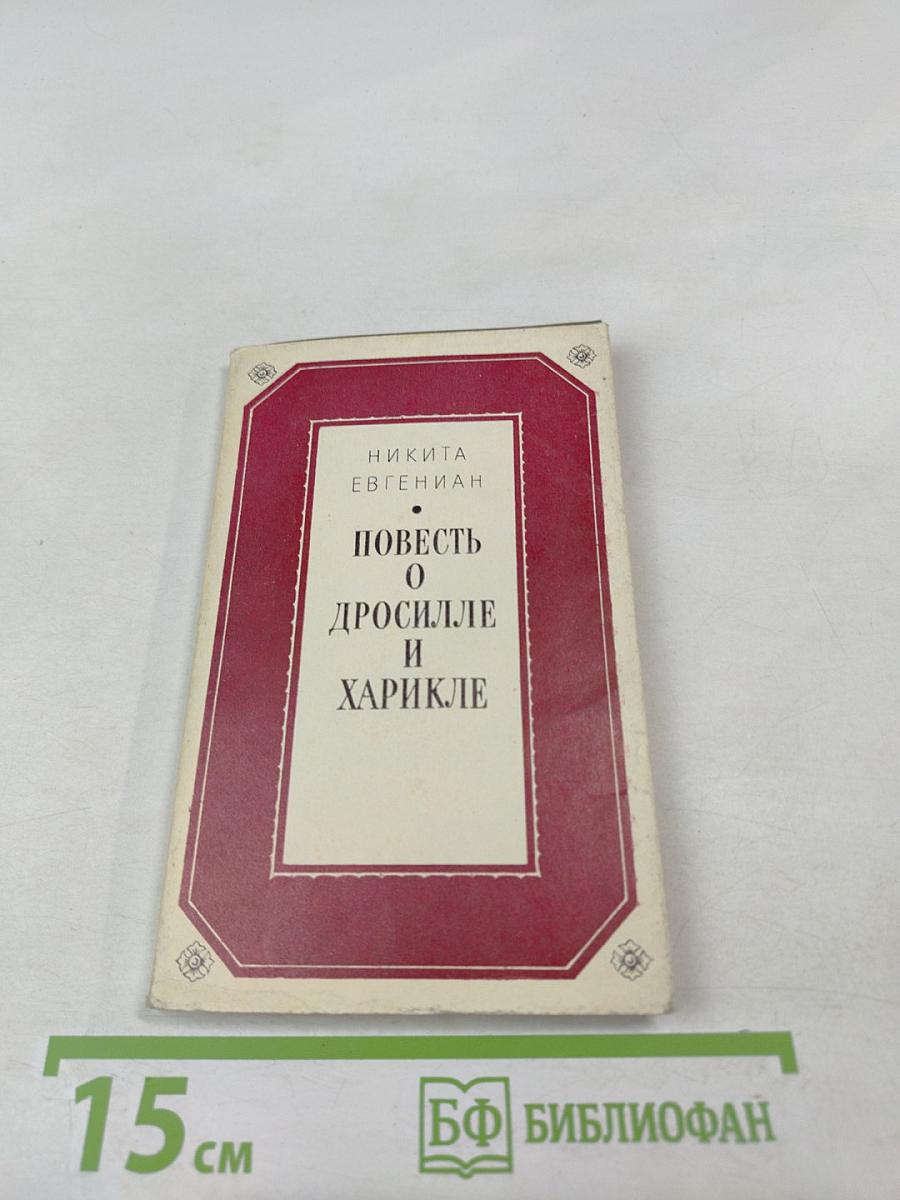 НИКИТА
ЕВГЕНИАН
•
ПОВЕСТЬ
О
ДРОСИЛЛЕ
И
ХАРИКЛЕ
15 см
БФ БИБЛИОФАН